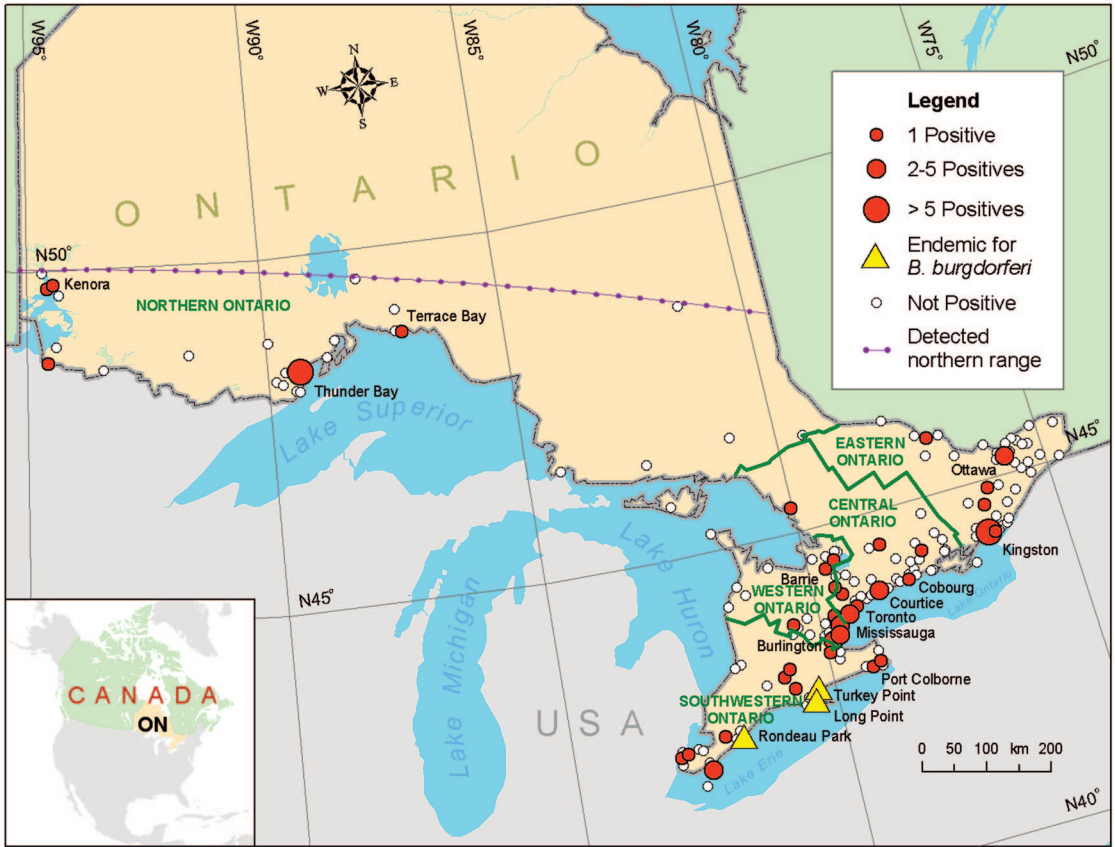 W95°
W90°
W85°
W80°
W75°
N50°
N
W E
S
Legend
1 Positive
2-5 Positives
> 5 Positives
Endemic for
B. burgdorferi
Not Positive
Detected
northern range
ONTARIO
N50°
Kenora
NORTHERN ONTARIO
Terrace Bay
Thunder Bay
Lake Superior
N45°
EASTERN
ONTARIO
Ottawa
CENTRAL
ONTARIO
Kingston
Lake Huron
Lake Michigan
Barrie
Cobourg
Courtice
Lake Ontario
WESTERN
ONTARIO
Toronto
Mississauga
Burlington
N45°
Port Colborne
Turkey Point
SOUTHWESTERN
ONTARIO
Long Point
Rondeau Park
USA
Lake Erie
0 50 100 km 200
N40°
CANADA
ON